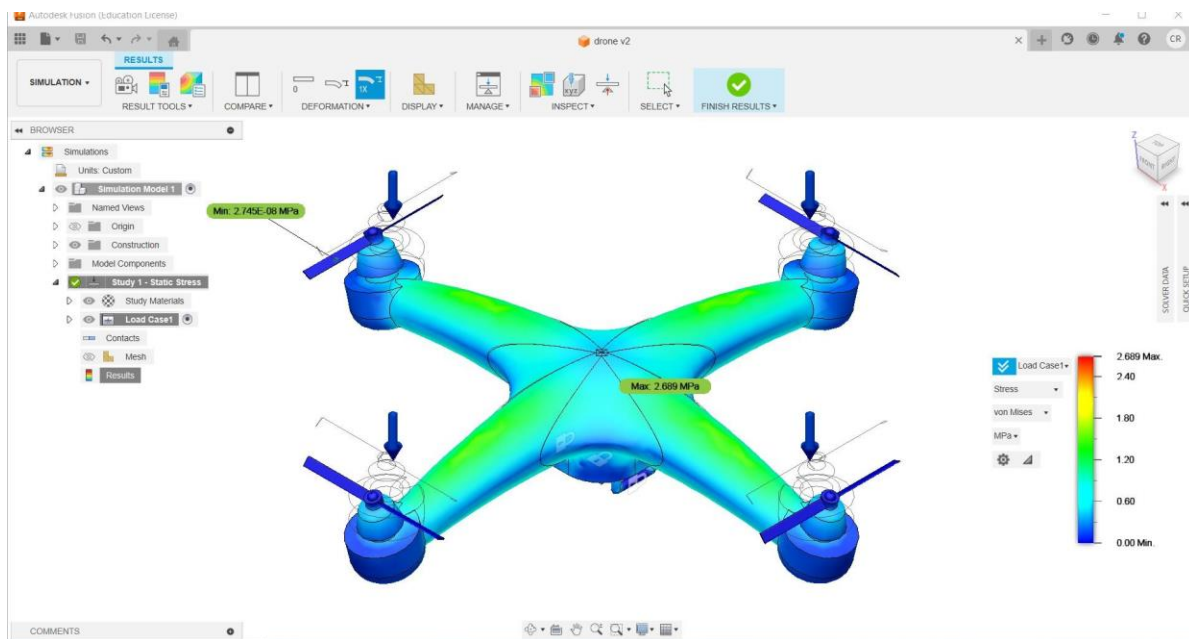 Autodesk Fusion (Education License)
drone v2
CR
RESULTS
SIMULATION
0
1X
xyz
RESULT TOOLS
COMPARE
DEFORMATION
DISPLAY
MANAGE
INSPECT
SELECT
FINISH RESULTS
BROWSER
Simulations
Units: Custom
Simulation Model 1
Named Views
Origin
Construction
Model Components
Study 1 - Static Stress
Study Materials
Load Case1
Contacts
Mesh
Results
Min: 2.745E-08 MPa
Max: 2.689 MPa
Z
TOP
FRONT
RIGHT
X
SOLVER DATA
QUICK SETUP
Load Case1
Stress
von Mises
MPa
2.689 Max.
2.40
1.80
1.20
0.60
0.00 Min.
COMMENTS